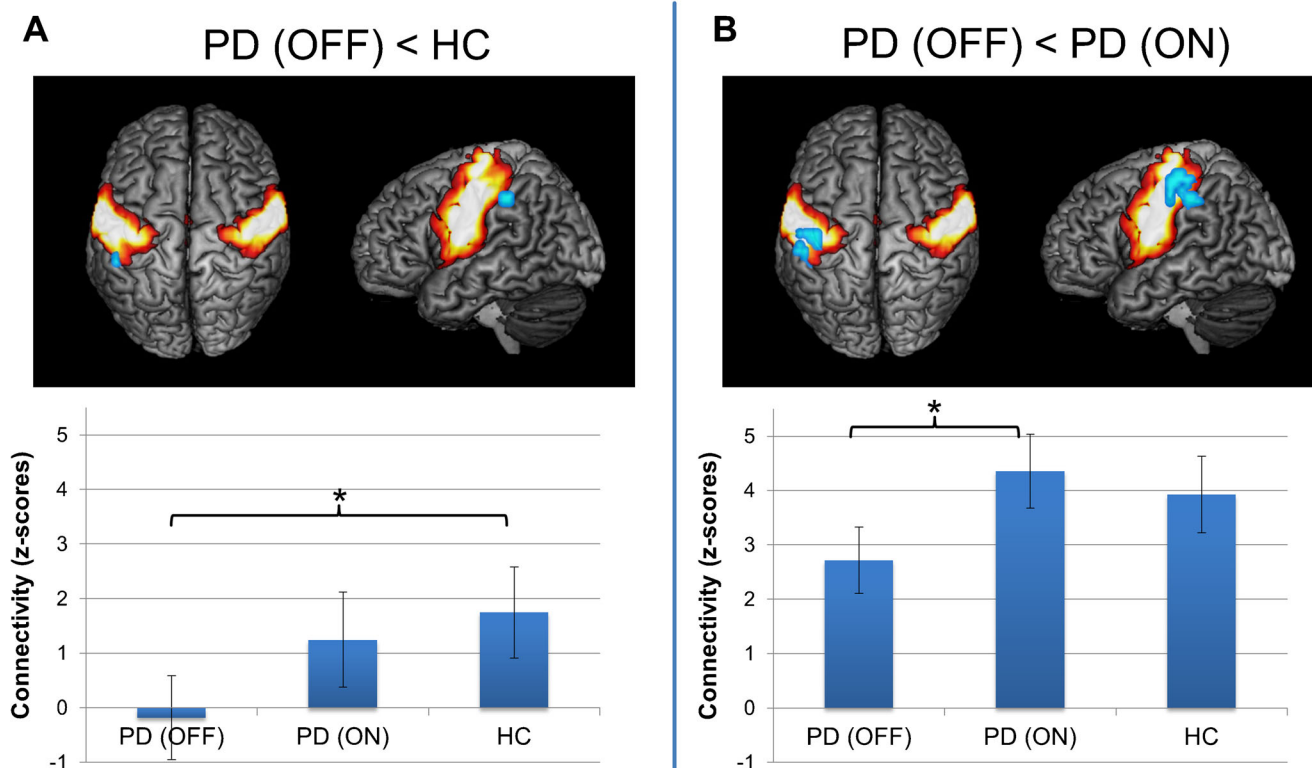 A
PD (OFF) < HC
Connectivity (z-scores)
5
4
3
2
1
0
-1
*
PD (OFF) PD (ON) HC
B
PD (OFF) < PD (ON)
Connectivity (z-scores)
5
4
3
2
1
0
-1
*
PD (OFF) PD (ON) HC